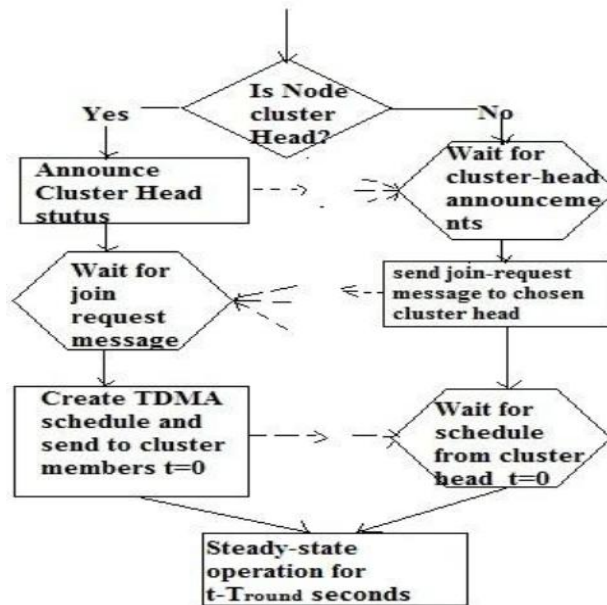 Is Node
cluster
Head?
Yes
No
Announce
Cluster Head
stutus
Wait for
cluster-head
announceme
nts
Wait for
join
request
message
send join-request
message to chosen
cluster head
Create TDMA
schedule and
send to cluster
members t=0
Wait for
schedule
from cluster
head t=0
Steady-state
operation for
t-Tround seconds